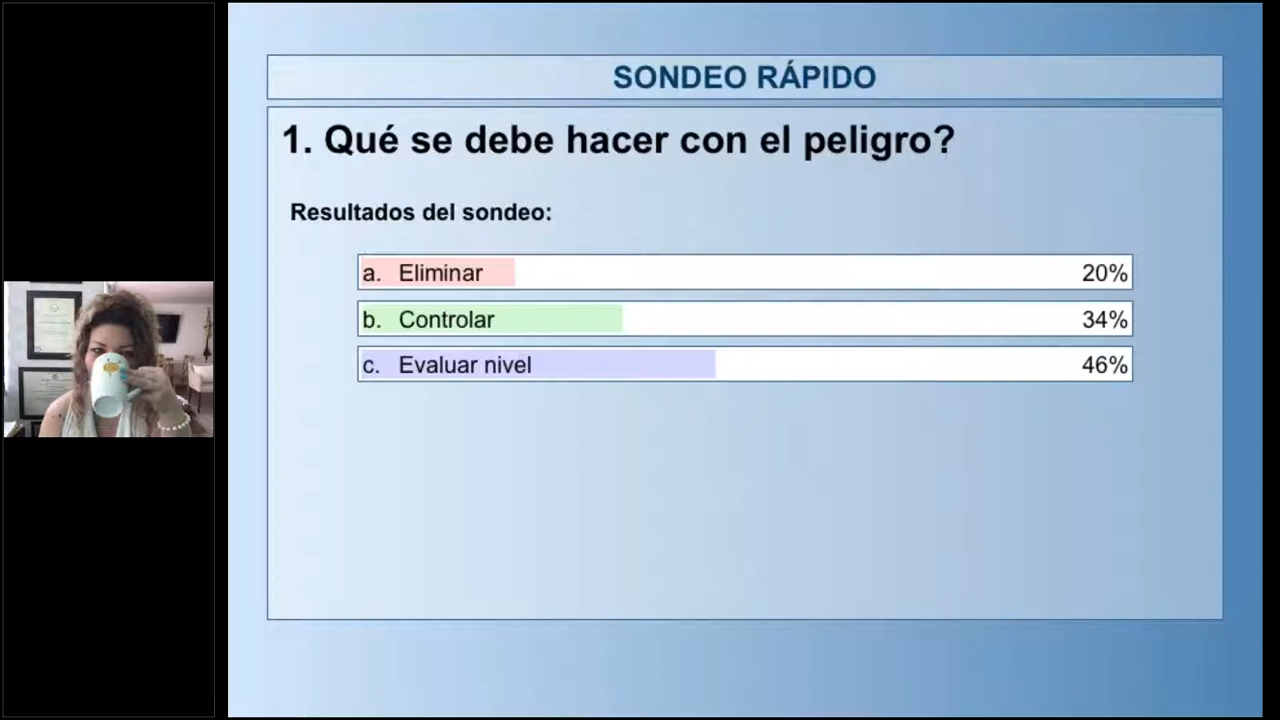 SONDEO RÁPIDO
1. Qué se debe hacer con el peligro?
Resultados del sondeo:
a. Eliminar 20%
b. Controlar 34%
c. Evaluar nivel 46%